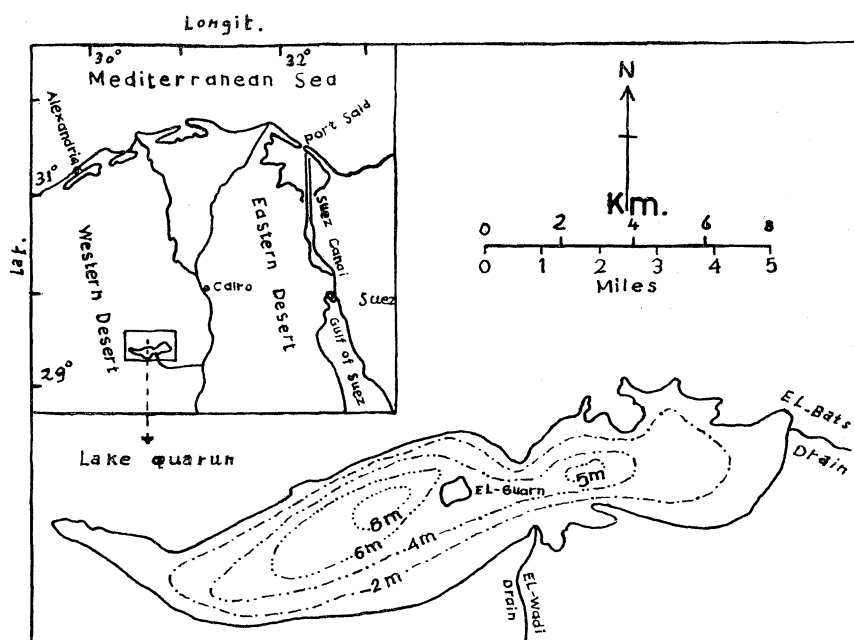 Longit.
30° 32°
Mediterranean Sea
Alexandria
Port Said
31°
Lat.
Western Desert
Eastern Desert
Suez Canal
Cairo
Suez
Gulf of Suez
29°
Lake quarun
N
Km.
0 2 4 6 8
0 1 2 3 4 5
Miles
EL-Bats
Drain
EL-Guarn
5m
8m
6m
4m
2m
EL-Wadi
Drain